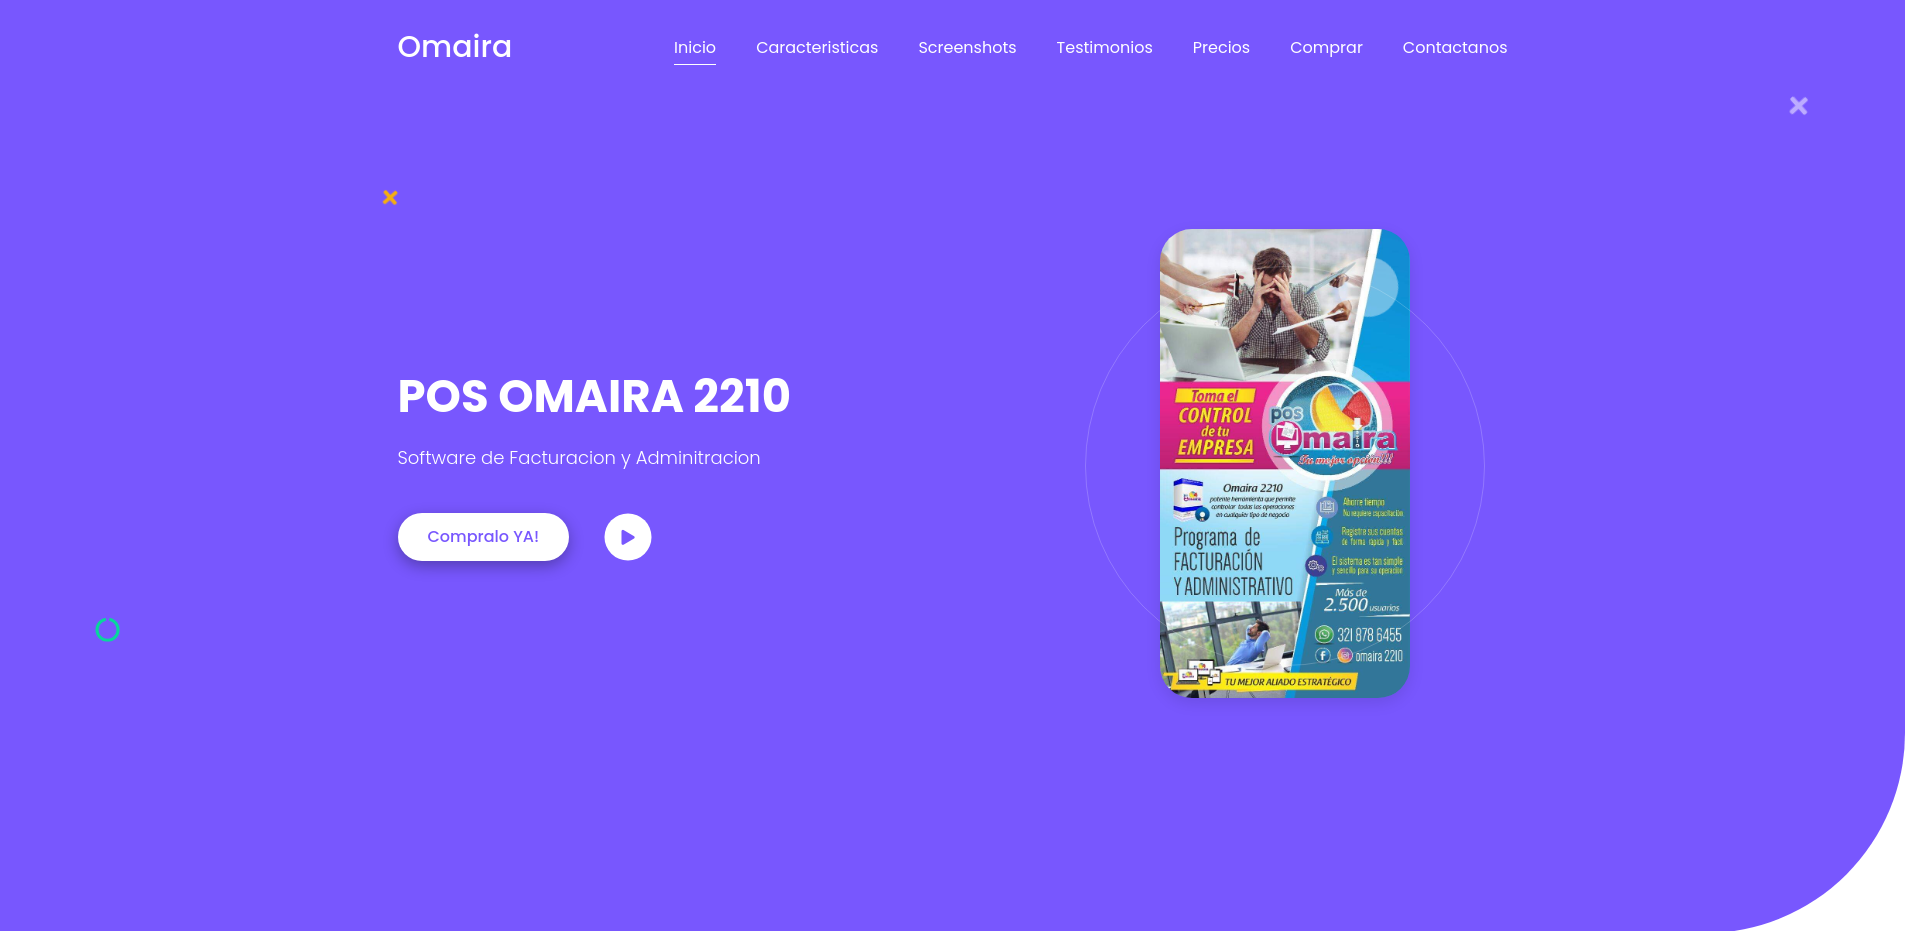 Omaira
Inicio
Caracteristicas
Screenshots
Testimonios
Precios
Comprar
Contactanos
POS OMAIRA 2210
Software de Facturacion y Adminitracion
Compralo YA!
Toma el
CONTROL
de tu
EMPRESA
pos
Omaira
Tu mejor opción!!!
Omaira 2210
potente herramienta que permite
controlar todas las operaciones
en cualquier tipo de negocio
Programa de
FACTURACIÓN
Y ADMINISTRATIVO
Ahorre tiempo
No requiere capacitación
Registre sus cuentas
de forma rápida y facil
El sistema es tan simple
y sencillo para su operación
Más de
2.500 usuarios
321 878 6455
omaira 2210
TU MEJOR ALIADO ESTRATÉGICO